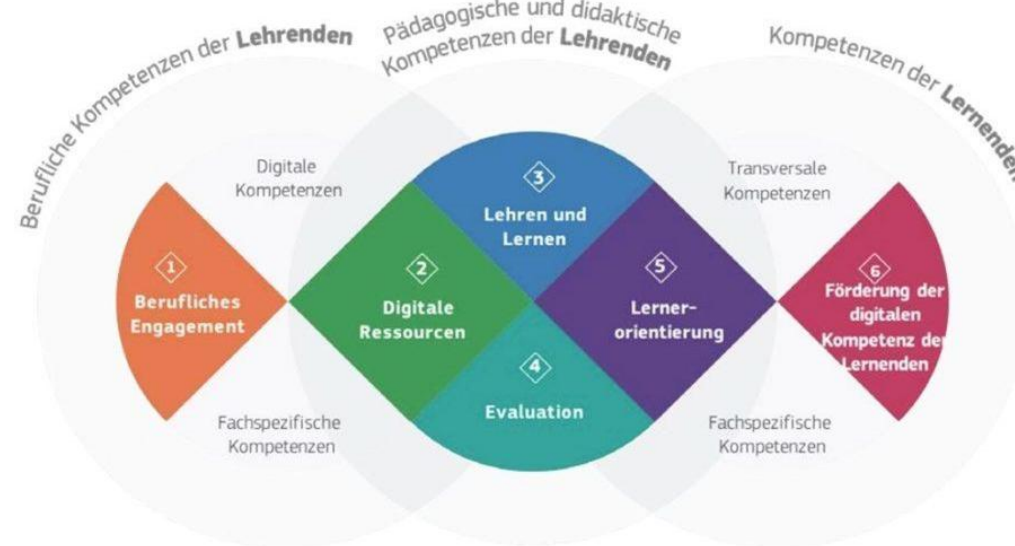 Berufliche Kompetenzen der Lehrenden
Pädagogische und didaktische
Kompetenzen der Lehrenden
Kompetenzen der Lernenden
Digitale
Kompetenzen
Transversale
Kompetenzen
1
Berufliches
Engagement
2
Digitale
Ressourcen
3
Lehren und
Lernen
4
Evaluation
5
Lerner-
orientierung
6
Förderung der
digitalen
Kompetenz der
Lernenden
Fachspezifische
Kompetenzen
Fachspezifische
Kompetenzen